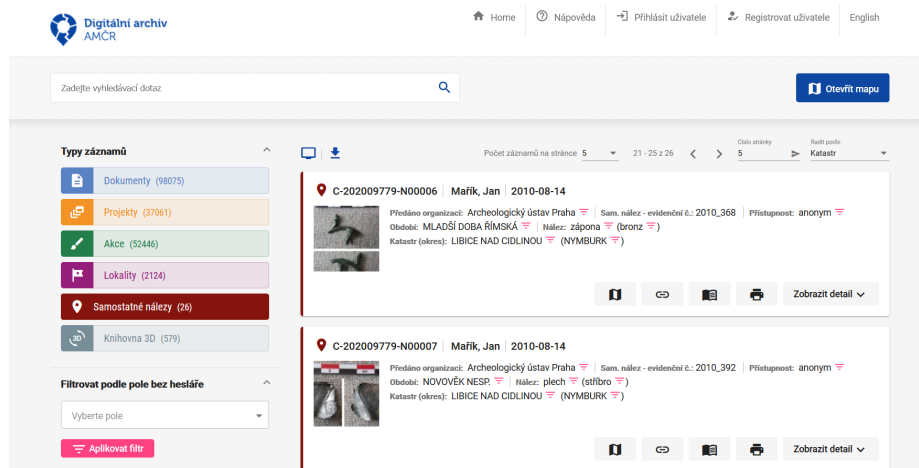 Digitální archiv
AMČR
Home
Nápověda
Přihlásit uživatele
Registrovat uživatele
English
Zadejte vyhledávací dotaz
Otevřít mapu
Typy záznamů
Dokumenty (98075)
Projekty (37061)
Akce (52446)
Lokality (2124)
Samostatné nálezy (26)
3D Knihovna 3D (579)
Filtrovat podle pole bez hesláře
Vyberte pole
Aplikovat filtr
Počet záznamů na stránce 5
21 - 25 z 26
Číslo stránky
5
Řadit podle
Katastr
C-202009779-N00006 Mařík, Jan 2010-08-14
Předáno organizaci: Archeologický ústav Praha Sam. nález - evidenční č.: 2010_368 Přístupnost: anonym
Období: MLADŠÍ DOBA ŘÍMSKÁ Nález: zápona (bronz )
Katastr (okres): LIBICE NAD CIDLINOU (NYMBURK )
Zobrazit detail
C-202009779-N00007 Mařík, Jan 2010-08-14
Předáno organizaci: Archeologický ústav Praha Sam. nález - evidenční č.: 2010_392 Přístupnost: anonym
Období: NOVOVĚK NESP. Nález: plech (stříbro )
Katastr (okres): LIBICE NAD CIDLINOU (NYMBURK )
Zobrazit detail